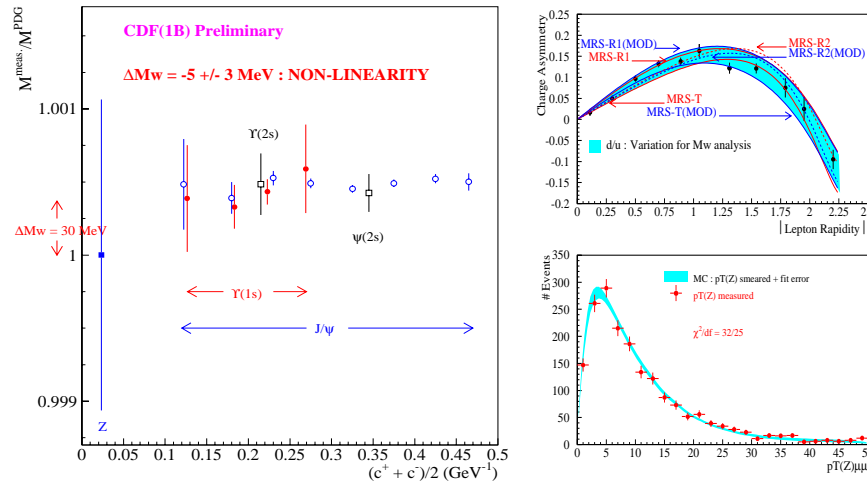 CDF(1B) Preliminary
ΔMw = -5 +/- 3 MeV : NON-LINEARITY
M^meas./M^PDG
1.001
1
0.999
ϒ(2s)
ΔMw = 30 MeV
ψ(2s)
ϒ(1s)
J/ψ
Z
0 0.05 0.1 0.15 0.2 0.25 0.3 0.35 0.4 0.45 0.5
(c⁺ + c⁻)/2 (GeV⁻¹)
Charge Asymmetry
0.25
0.2
0.15
0.1
0.05
0
-0.05
-0.1
-0.15
-0.2
MRS-R1(MOD)
MRS-R2
MRS-R1
MRS-R2(MOD)
MRS-T
MRS-T(MOD)
d/u : Variation for Mw analysis
0 0.25 0.5 0.75 1 1.25 1.5 1.75 2 2.25 2.5
|Lepton Rapidity|
# Events
350
300
250
200
150
100
50
0
MC : pT(Z) smeared + fit error
pT(Z) measured
χ²/df = 32/25
0 5 10 15 20 25 30 35 40 45
pT(Z)μμ